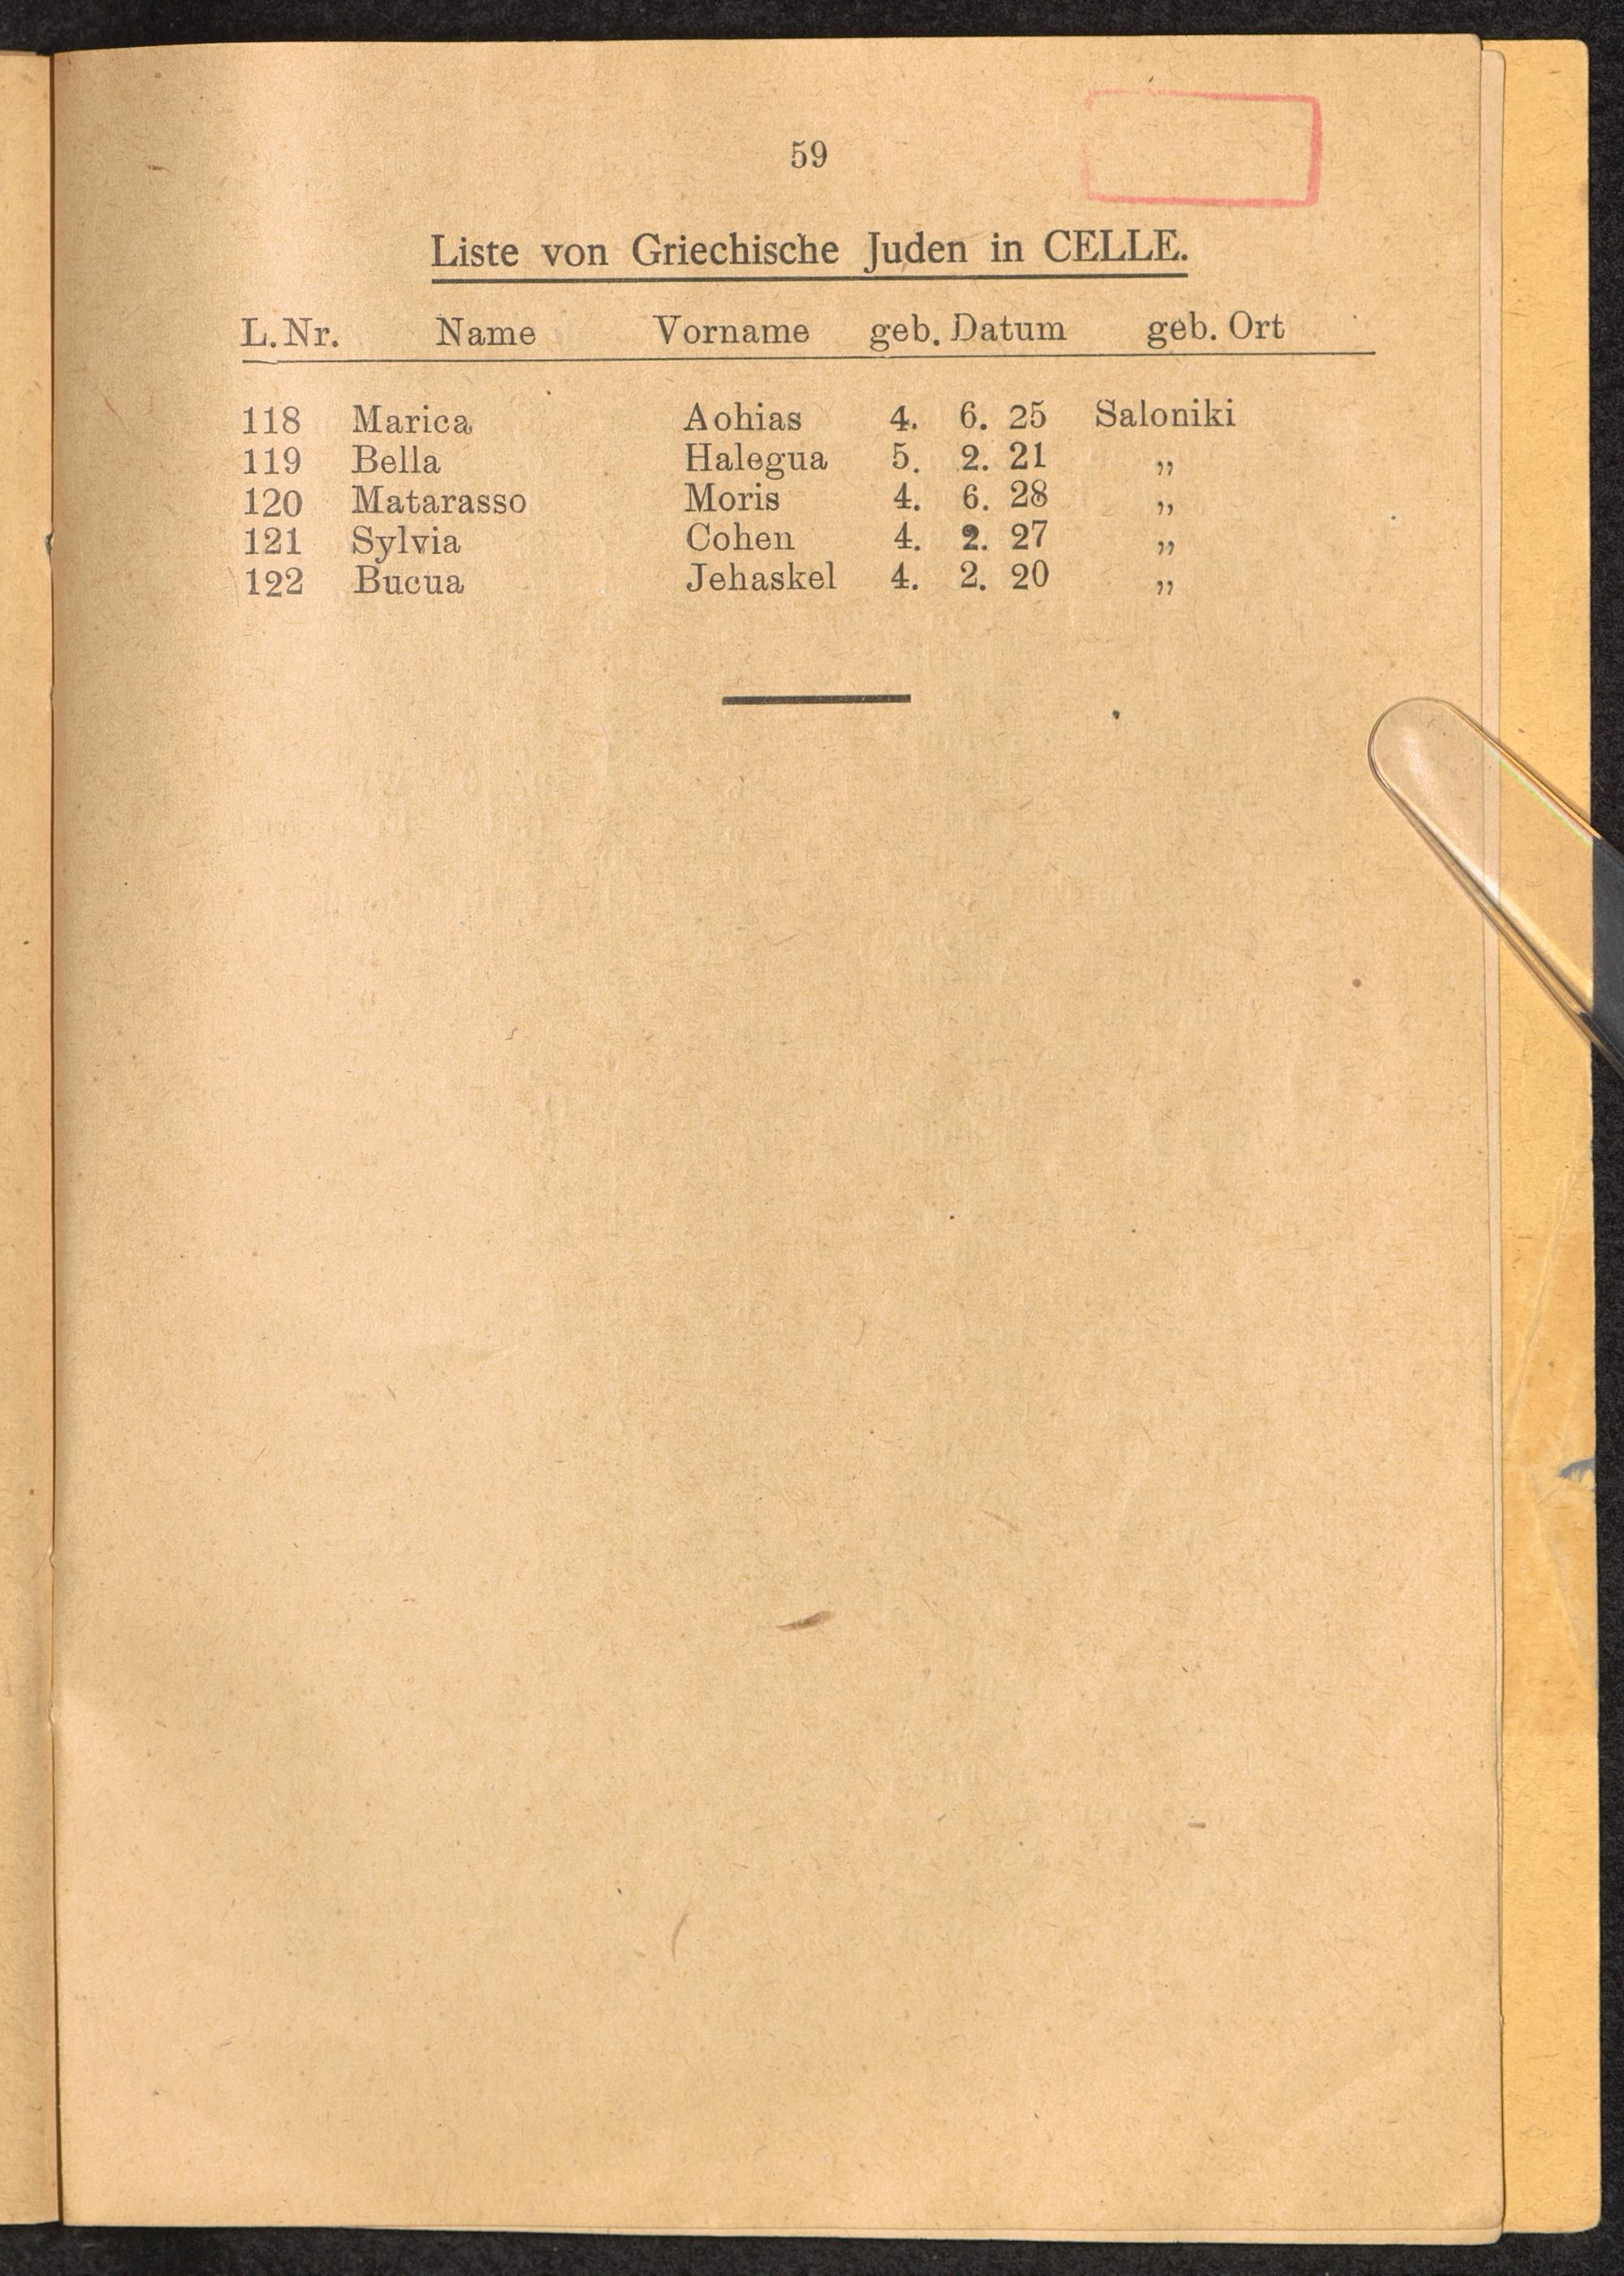 59
Liste von Griechische Juden in CELLE.
L. Nr. Name Vorname geb. Datum geb. Ort
118 Marica Aohias 4. 6. 25 Saloniki
119 Bella Halegua 5. 2. 21 „
120 Matarasso Moris 4. 6. 28 „
121 Sylvia Cohen 4. 2. 27 „
122 Bucua Jehaskel 4. 2. 20 „